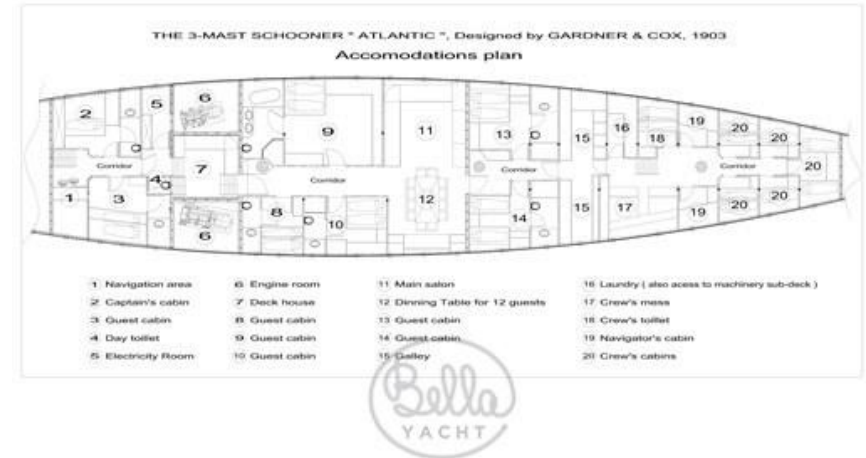 THE 3-MAST SCHOONER " ATLANTIC ", Designed by GARDNER & COX, 1903
Accomodations plan
2
5
6
9
11
13
15
16
18
19
20
20
20
Corridor
4
7
Corridor
12
Corridor
Corridor
1
3
6
8
10
14
15
17
19
20
20
1 Navigation area
2 Captain's cabin
3 Guest cabin
4 Day toillet
5 Electricity Room
6 Engine room
7 Deck house
8 Guest cabin
9 Guest cabin
10 Guest cabin
11 Main salon
12 Dinning Table for 12 guests
13 Guest cabin
14 Guest cabin
15 Galley
16 Laundry ( also acess to machinery sub-deck )
17 Crew's mess
18 Crew's toillet
19 Navigator's cabin
20 Crew's cabins
Bella
YACHT